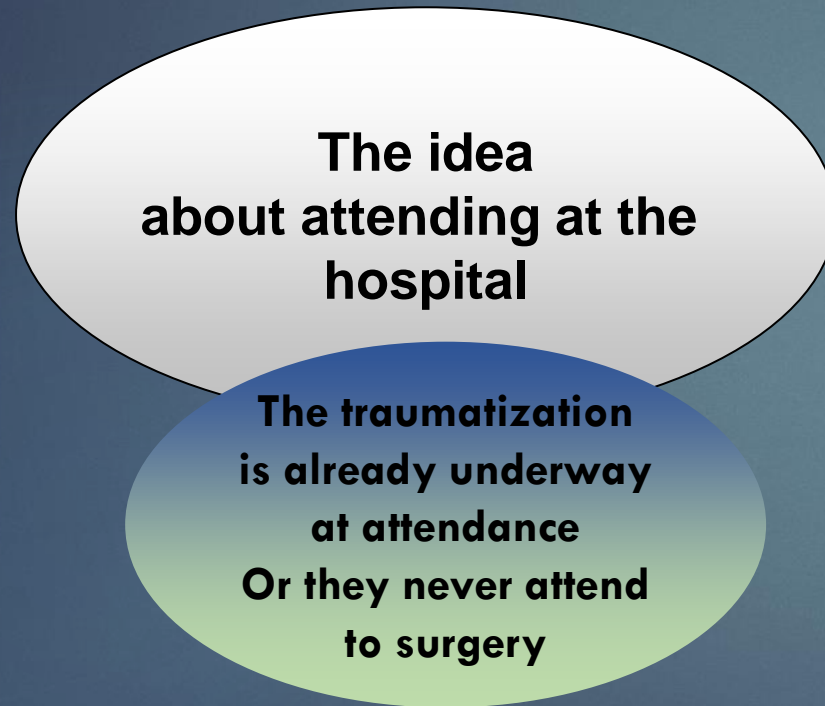 The idea
about attending at the
hospital
The traumatization
is already underway
at attendance
Or they never attend
to surgery